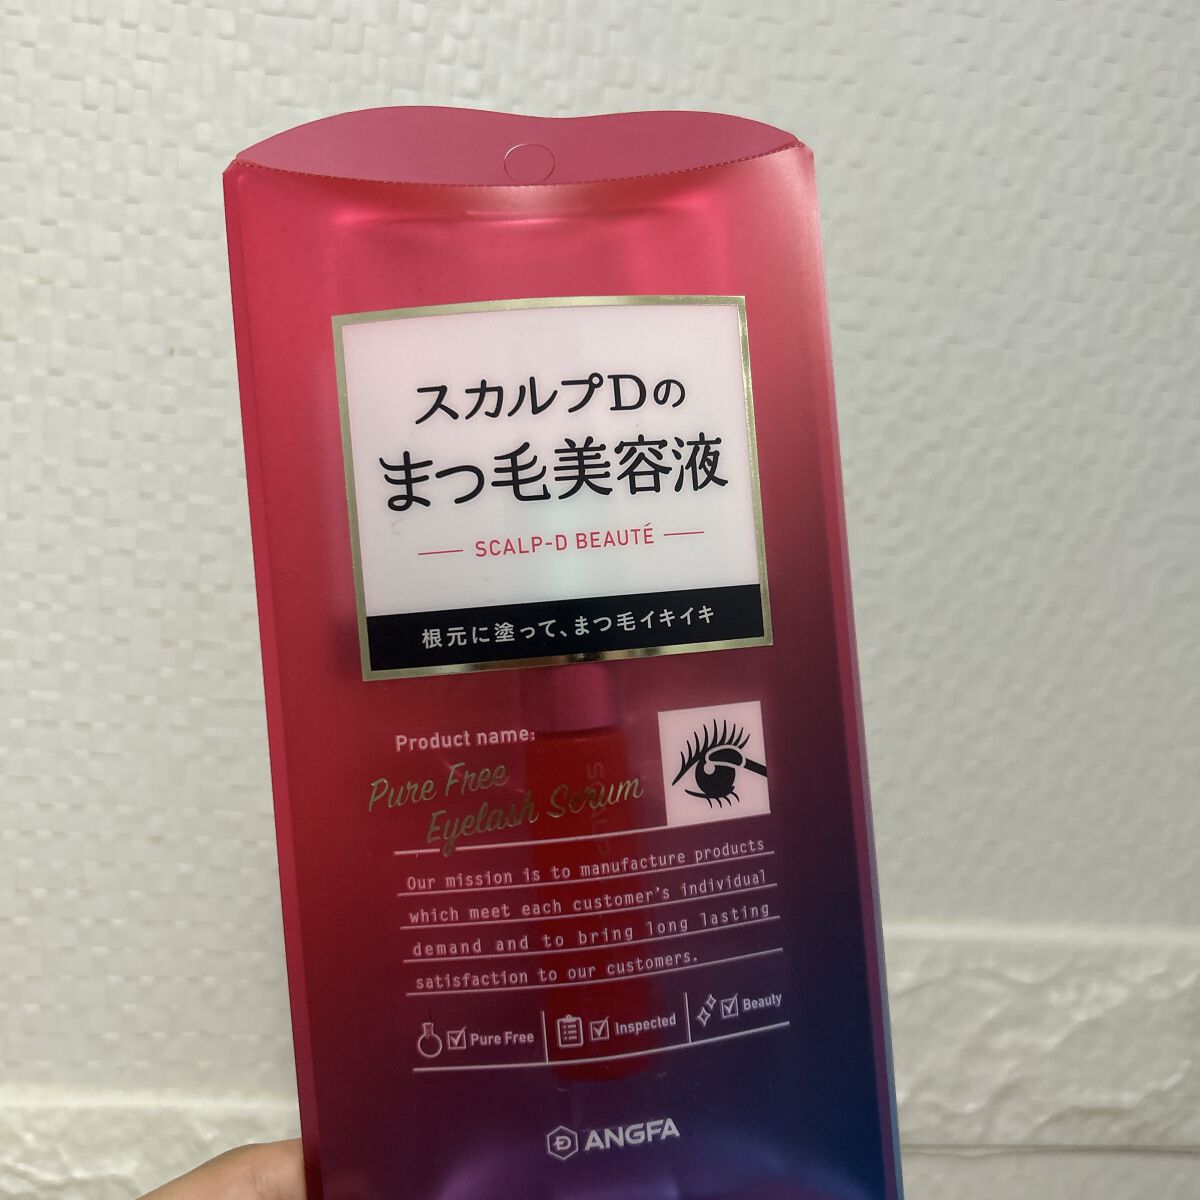 スカルプDの
まつ毛美容液
SCALP-D BEAUTÉ
根元に塗って、まつ毛イキイキ
Product name:
Pure Free
Eyelash Serum
Our mission is to manufacture products
which meet each customer's individual
demand and to bring long lasting
satisfaction to our customers.
Pure Free
Inspected
Beauty
ANGFA